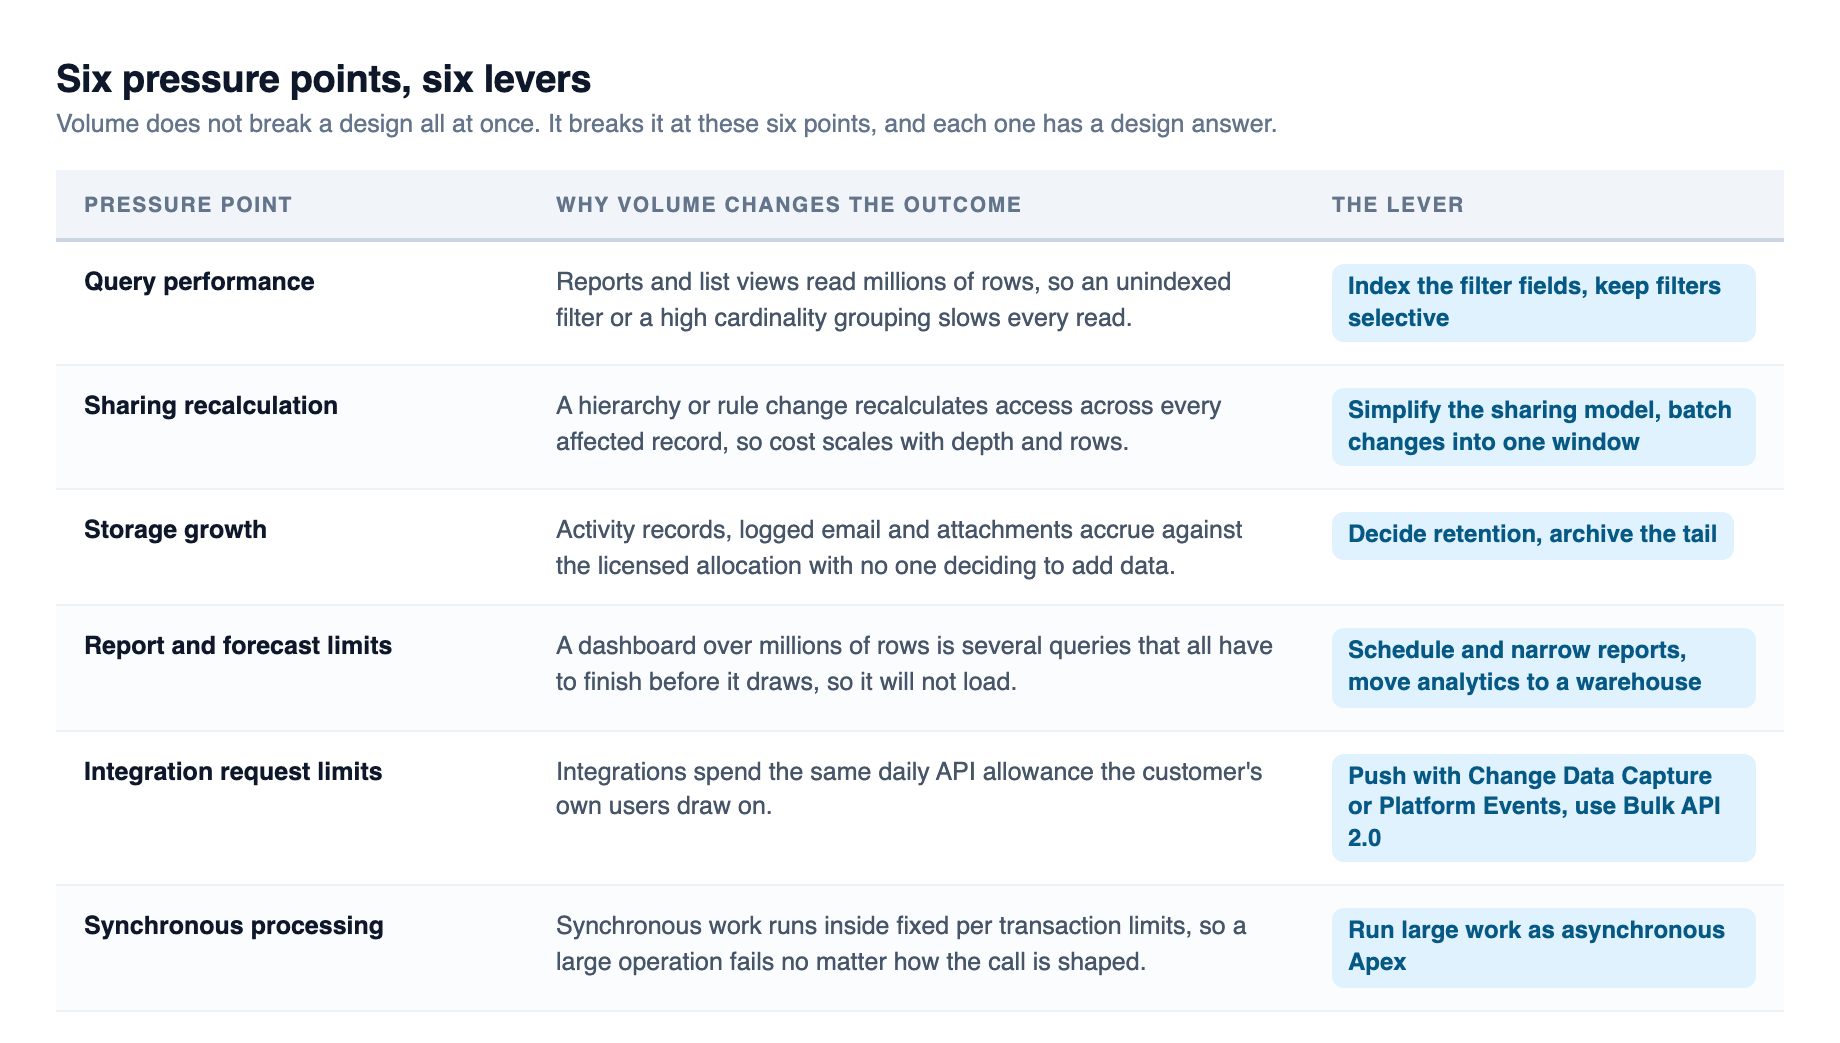 Six pressure points, six levers
Volume does not break a design all at once. It breaks it at these six points, and each one has a design answer.
PRESSURE POINT
WHY VOLUME CHANGES THE OUTCOME
THE LEVER
Query performance
Reports and list views read millions of rows, so an unindexed
filter or a high cardinality grouping slows every read.
Index the filter fields, keep filters
selective
Sharing recalculation
A hierarchy or rule change recalculates access across every
affected record, so cost scales with depth and rows.
Simplify the sharing model, batch
changes into one window
Storage growth
Activity records, logged email and attachments accrue against
the licensed allocation with no one deciding to add data.
Decide retention, archive the tail
Report and forecast limits
A dashboard over millions of rows is several queries that all have
to finish before it draws, so it will not load.
Schedule and narrow reports,
move analytics to a warehouse
Integration request limits
Integrations spend the same daily API allowance the customer's
own users draw on.
Push with Change Data Capture
or Platform Events, use Bulk API
2.0
Synchronous processing
Synchronous work runs inside fixed per transaction limits, so a
large operation fails no matter how the call is shaped.
Run large work as asynchronous
Apex